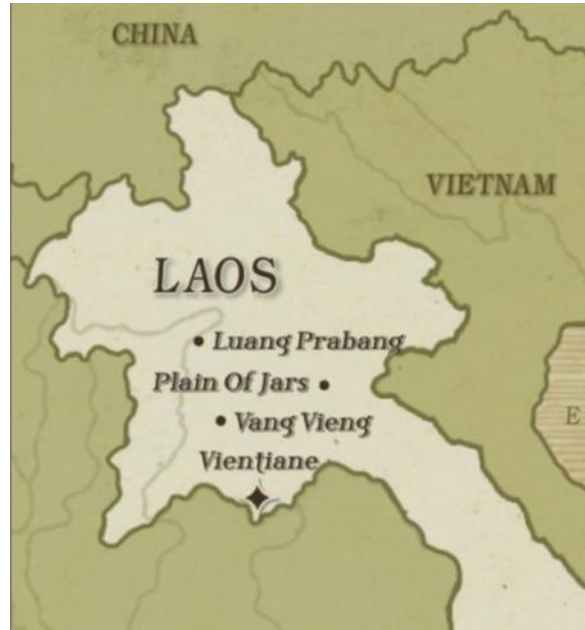 CHINA
VIETNAM
LAOS
Luang Prabang
Plain Of Jars
Vang Vieng
Vientiane
E